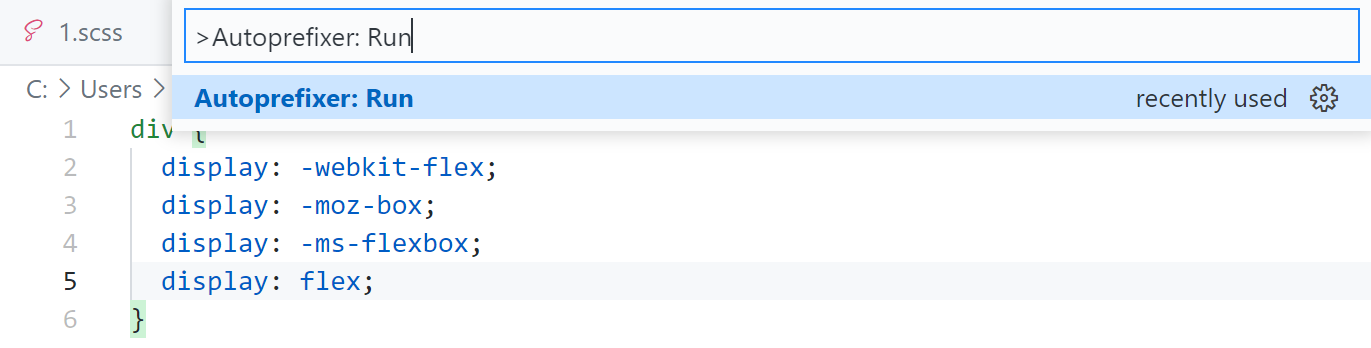 1.scss
>Autoprefixer: Run
C: > Users >
Autoprefixer: Run recently used
1 div {
2 display: -webkit-flex;
3 display: -moz-box;
4 display: -ms-flexbox;
5 display: flex;
6 }